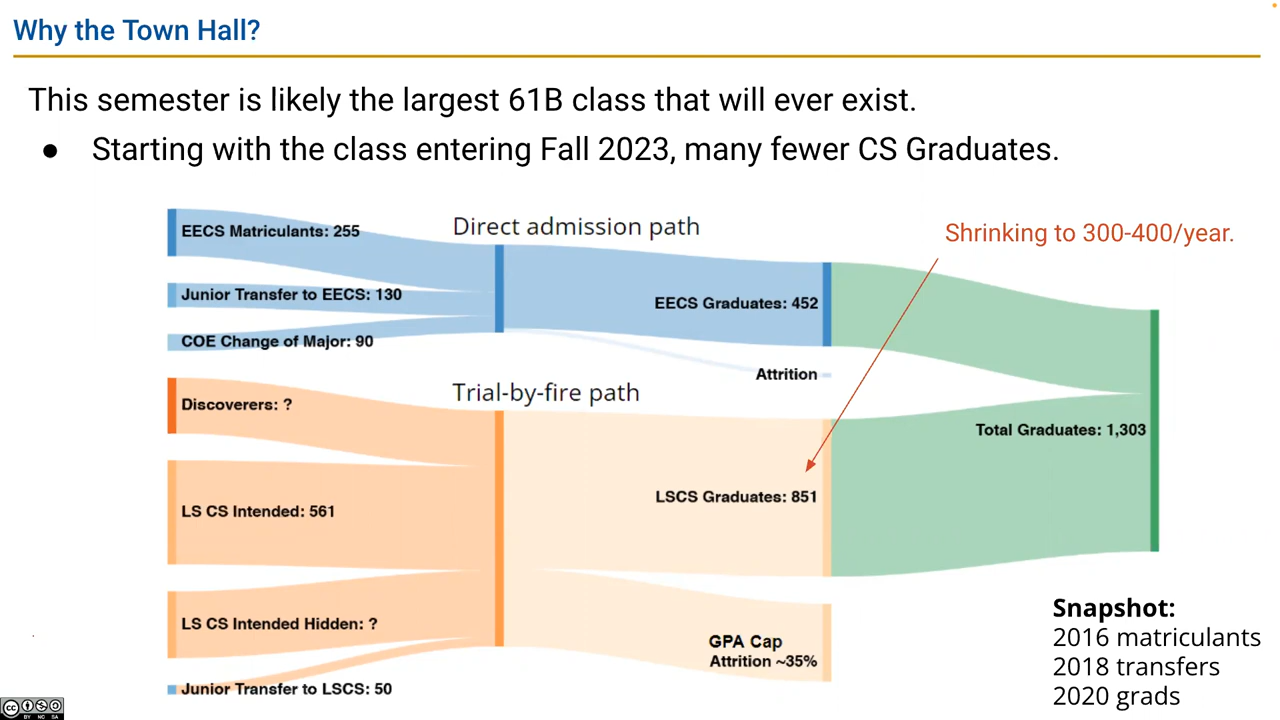 Why the Town Hall?
This semester is likely the largest 61B class that will ever exist.
● Starting with the class entering Fall 2023, many fewer CS Graduates.
EECS Matriculants: 255
Direct admission path
Shrinking to 300-400/year.
Junior Transfer to EECS: 130
EECS Graduates: 452
COE Change of Major: 90
Attrition
Discoverers: ?
Trial-by-fire path
Total Graduates: 1,303
LS CS Intended: 561
LSCS Graduates: 851
LS CS Intended Hidden: ?
GPA Cap
Attrition ~35%
Junior Transfer to LSCS: 50
Snapshot:
2016 matriculants
2018 transfers
2020 grads
CC BY NC SA